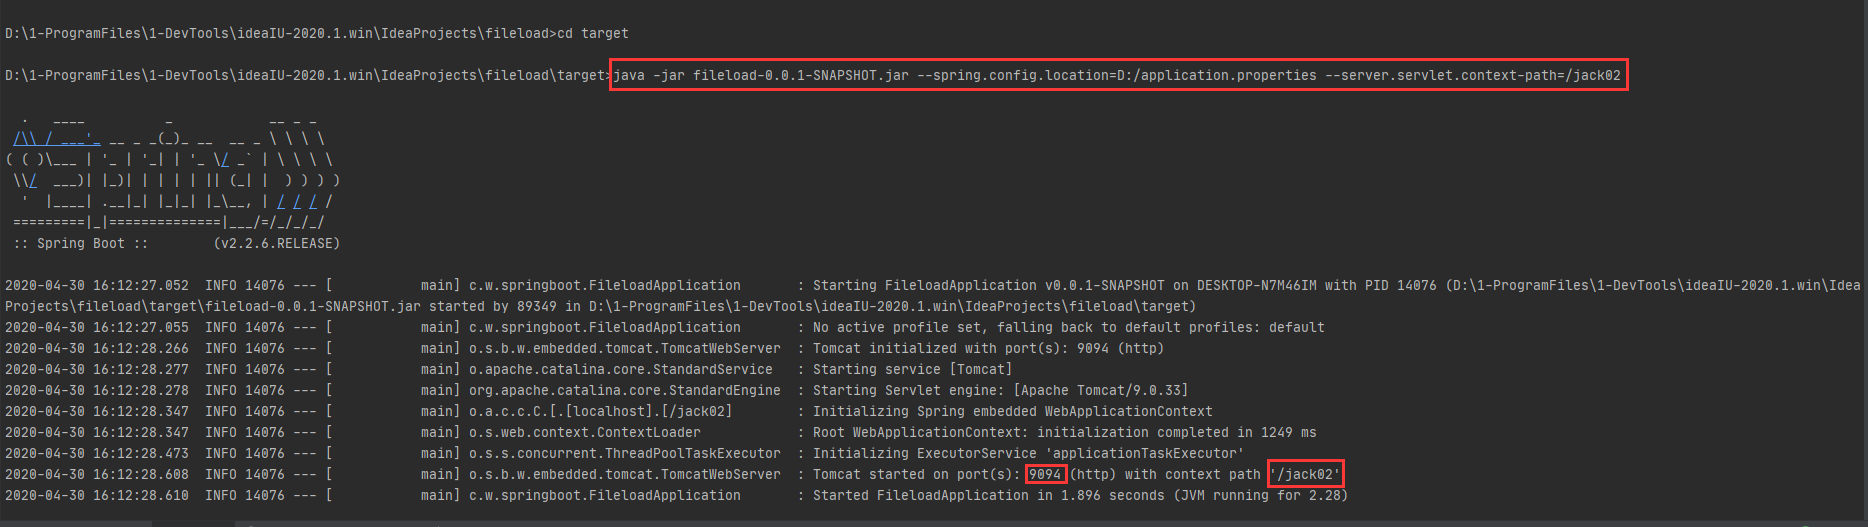 D:\1-ProgramFiles\1-DevTools\ideaIU-2020.1.win\IdeaProjects\fileload>cd target
D:\1-ProgramFiles\1-DevTools\ideaIU-2020.1.win\IdeaProjects\fileload\target>java -jar fileload-0.0.1-SNAPSHOT.jar --spring.config.location=D:/application.properties --server.servlet.context-path=/jack02
  .   ____          _            __ _ _
 /\\ / ___'_ __ _ _(_)_ __  __ _ \ \ \ \
( ( )\___ | '_ | '_| | '_ \/ _` | \ \ \ \
 \\/  ___)| |_)| | | | | || (_| |  ) ) ) )
  '  |____| .__|_| |_|_| |_\__, | / / / /
 =========|_|==============|___/=/_/_/_/
 :: Spring Boot ::        (v2.2.6.RELEASE)
2020-04-30 16:12:27.052  INFO 14076 --- [           main] c.w.springboot.FileloadApplication       : Starting FileloadApplication v0.0.1-SNAPSHOT on DESKTOP-N7M46IM with PID 14076 (D:\1-ProgramFiles\1-DevTools\ideaIU-2020.1.win\Idea
Projects\fileload\target\fileload-0.0.1-SNAPSHOT.jar started by 89349 in D:\1-ProgramFiles\1-DevTools\ideaIU-2020.1.win\IdeaProjects\fileload\target)
2020-04-30 16:12:27.055  INFO 14076 --- [           main] c.w.springboot.FileloadApplication       : No active profile set, falling back to default profiles: default
2020-04-30 16:12:28.266  INFO 14076 --- [           main] o.s.b.w.embedded.tomcat.TomcatWebServer  : Tomcat initialized with port(s): 9094 (http)
2020-04-30 16:12:28.277  INFO 14076 --- [           main] o.apache.catalina.core.StandardService   : Starting service [Tomcat]
2020-04-30 16:12:28.278  INFO 14076 --- [           main] org.apache.catalina.core.StandardEngine  : Starting Servlet engine: [Apache Tomcat/9.0.33]
2020-04-30 16:12:28.347  INFO 14076 --- [           main] o.a.c.c.C.[.[localhost].[/jack02]        : Initializing Spring embedded WebApplicationContext
2020-04-30 16:12:28.347  INFO 14076 --- [           main] o.s.web.context.ContextLoader            : Root WebApplicationContext: initialization completed in 1249 ms
2020-04-30 16:12:28.473  INFO 14076 --- [           main] o.s.s.concurrent.ThreadPoolTaskExecutor  : Initializing ExecutorService 'applicationTaskExecutor'
2020-04-30 16:12:28.608  INFO 14076 --- [           main] o.s.b.w.embedded.tomcat.TomcatWebServer  : Tomcat started on port(s): 9094 (http) with context path '/jack02'
2020-04-30 16:12:28.610  INFO 14076 --- [           main] c.w.springboot.FileloadApplication       : Started FileloadApplication in 1.896 seconds (JVM running for 2.28)